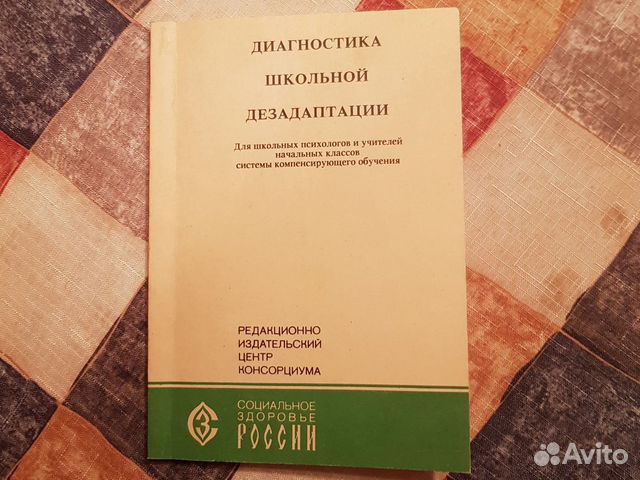 ДИАГНОСТИКА
ШКОЛЬНОЙ
ДЕЗАДАПТАЦИИ
Для школьных психологов и учителей
начальных классов
системы компенсирующего обучения
РЕДАКЦИОННО
ИЗДАТЕЛЬСКИЙ
ЦЕНТР
КОНСОРЦИУМА
СОЦИАЛЬНОЕ
ЗДОРОВЬЕ
РОССИИ
Avito